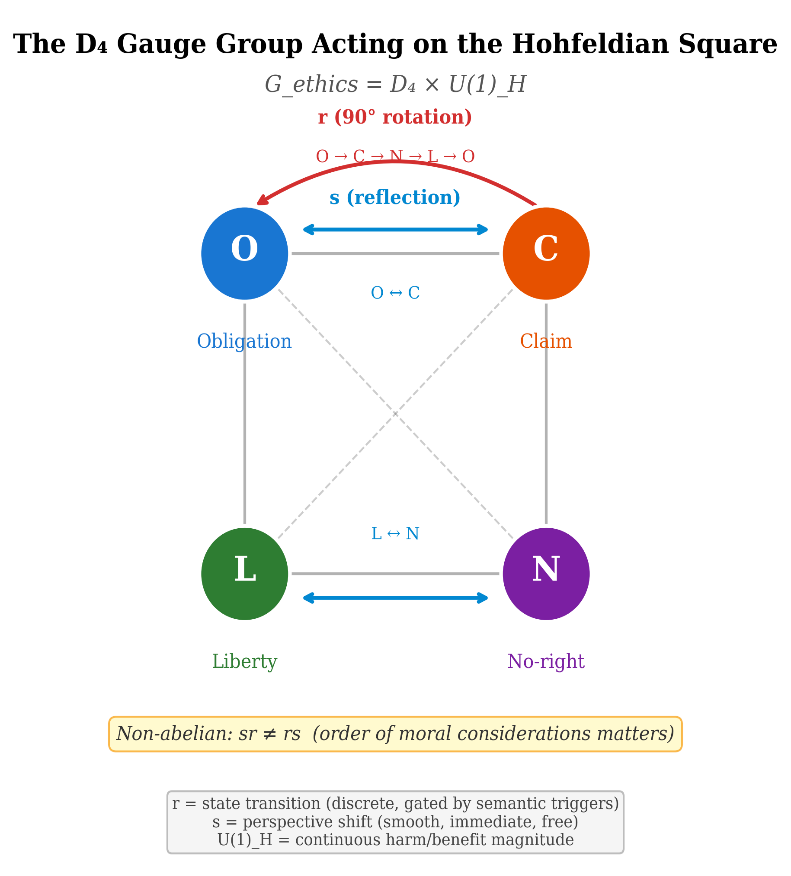 The D₄ Gauge Group Acting on the Hohfeldian Square
G_ethics = D₄ × U(1)_H
r (90° rotation)
O → C → N → L → O
s (reflection)
O
C
O ↔ C
Obligation
Claim
L ↔ N
L
N
Liberty
No-right
Non-abelian: sr ≠ rs (order of moral considerations matters)
r = state transition (discrete, gated by semantic triggers)
s = perspective shift (smooth, immediate, free)
U(1)_H = continuous harm/benefit magnitude